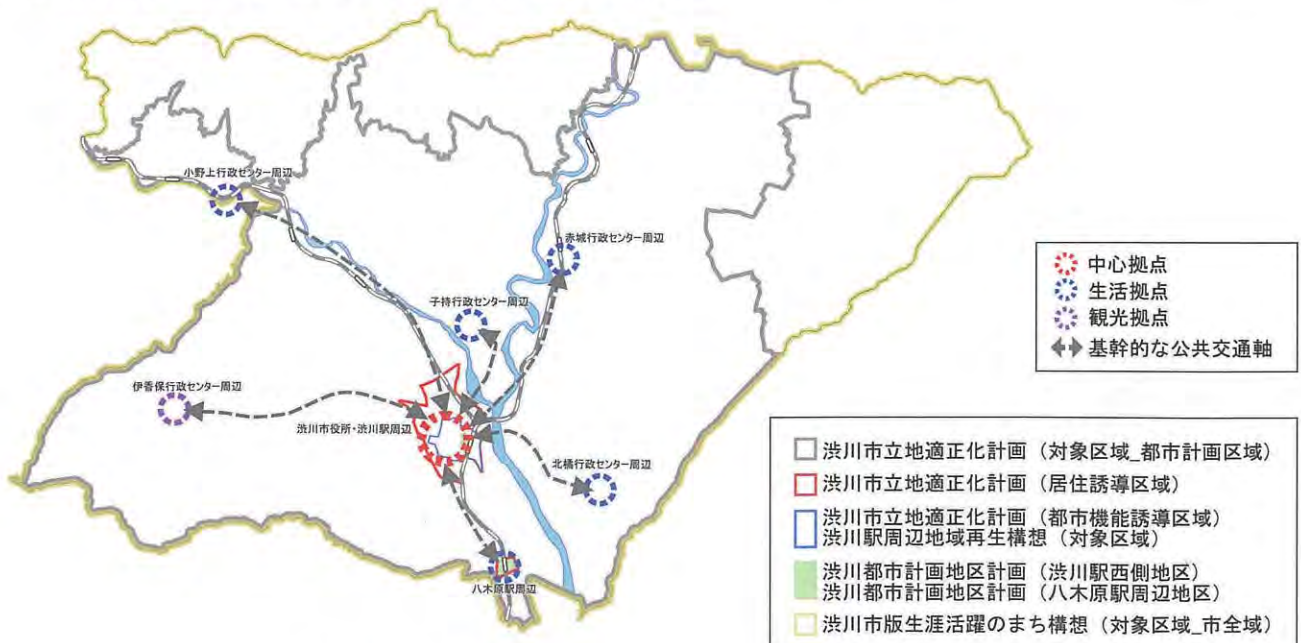 小野上行政センター周辺
赤城行政センター周辺
子持行政センター周辺
伊香保行政センター周辺
渋川市役所・渋川駅周辺
北橘行政センター周辺
八木原駅周辺
中心拠点
生活拠点
観光拠点
基幹的な公共交通軸
渋川市立地適正化計画（対象区域_都市計画区域）
渋川市立地適正化計画（居住誘導区域）
渋川市立地適正化計画（都市機能誘導区域）
渋川駅周辺地域再生構想（対象区域）
渋川都市計画地区計画（渋川駅西側地区）
渋川都市計画地区計画（八木原駅周辺地区）
渋川市版生涯活躍のまち構想（対象区域_市全域）